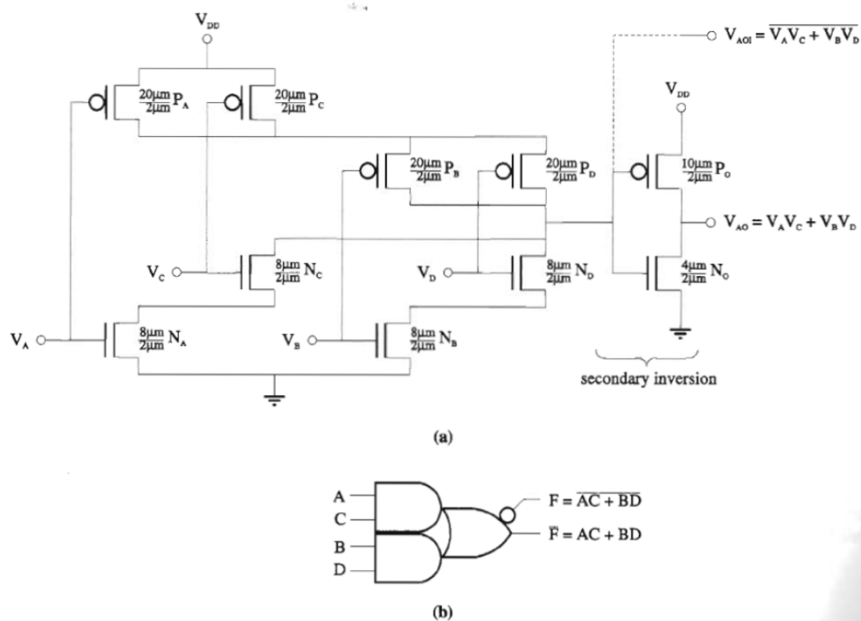 V_AOI = \overline{V_A V_C + V_B V_D}
V_DD
20μm/2μm P_A
20μm/2μm P_C
V_DD
20μm/2μm P_B
20μm/2μm P_D
10μm/2μm P_O
V_AO = V_A V_C + V_B V_D
V_C
8μm/2μm N_C
V_D
8μm/2μm N_D
4μm/2μm N_O
V_A
8μm/2μm N_A
V_B
8μm/2μm N_B
secondary inversion
(a)
A
C
B
D
F = \overline{AC + BD}
F̅ = AC + BD
(b)